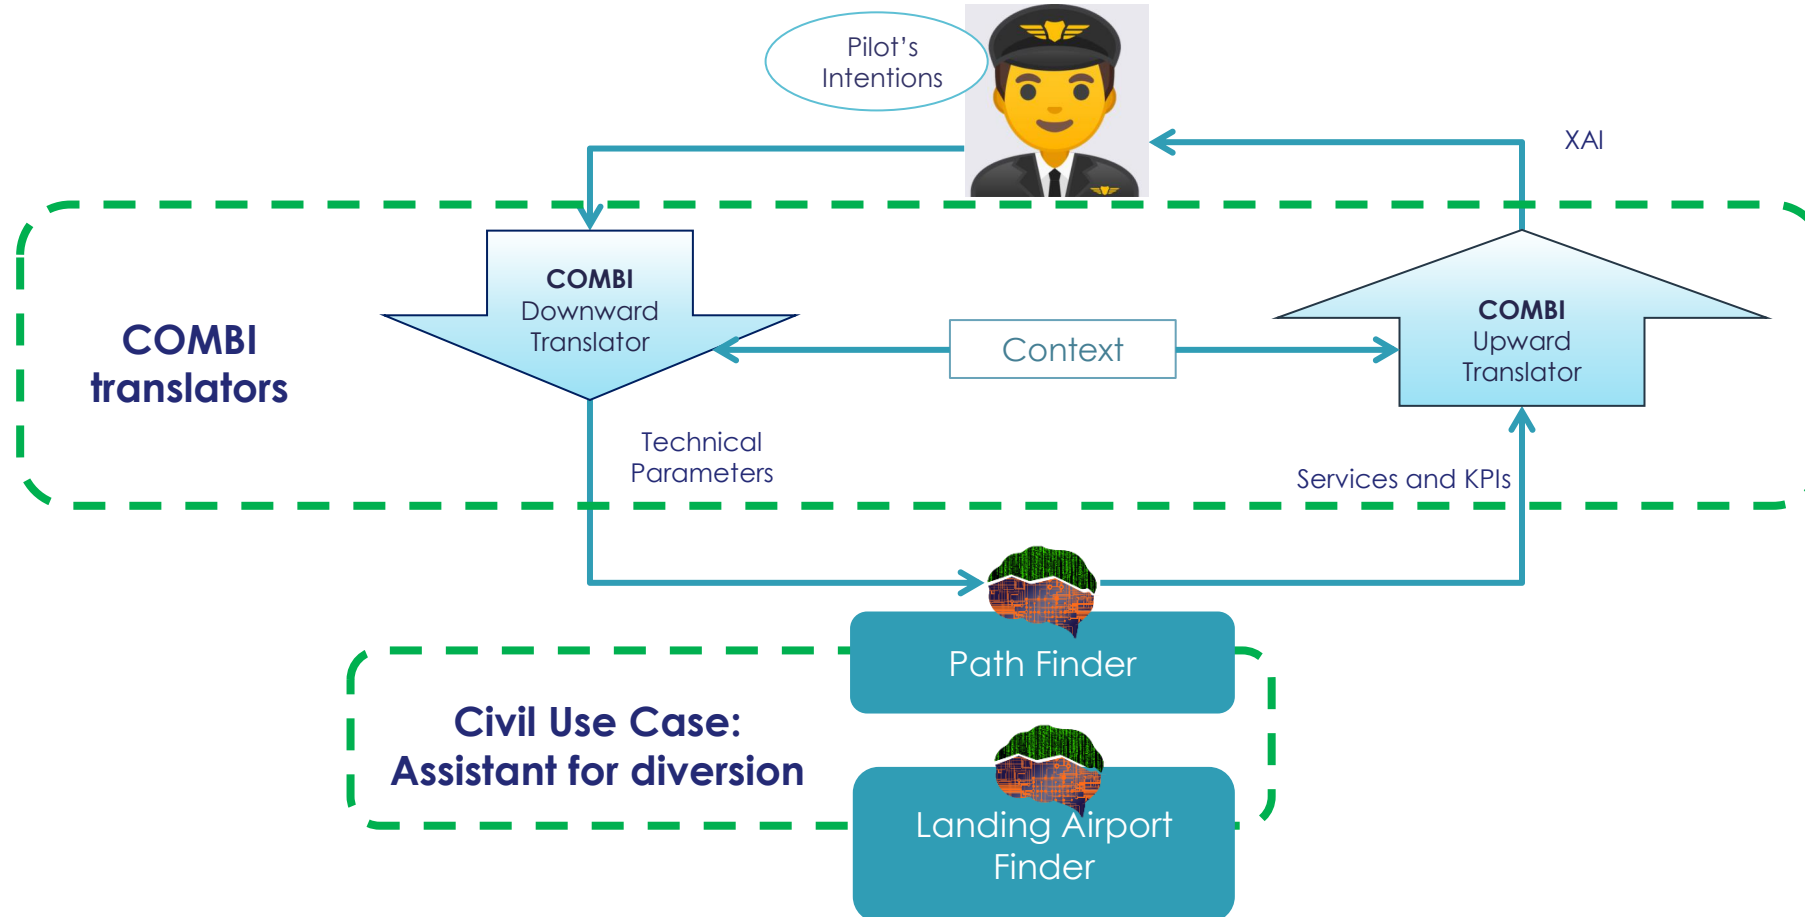 Pilot's
Intentions
XAI
COMBI
Downward
Translator
COMBI
Upward
Translator
COMBI
translators
Context
Technical
Parameters
Services and KPIs
Path Finder
Civil Use Case:
Assistant for diversion
Landing Airport
Finder